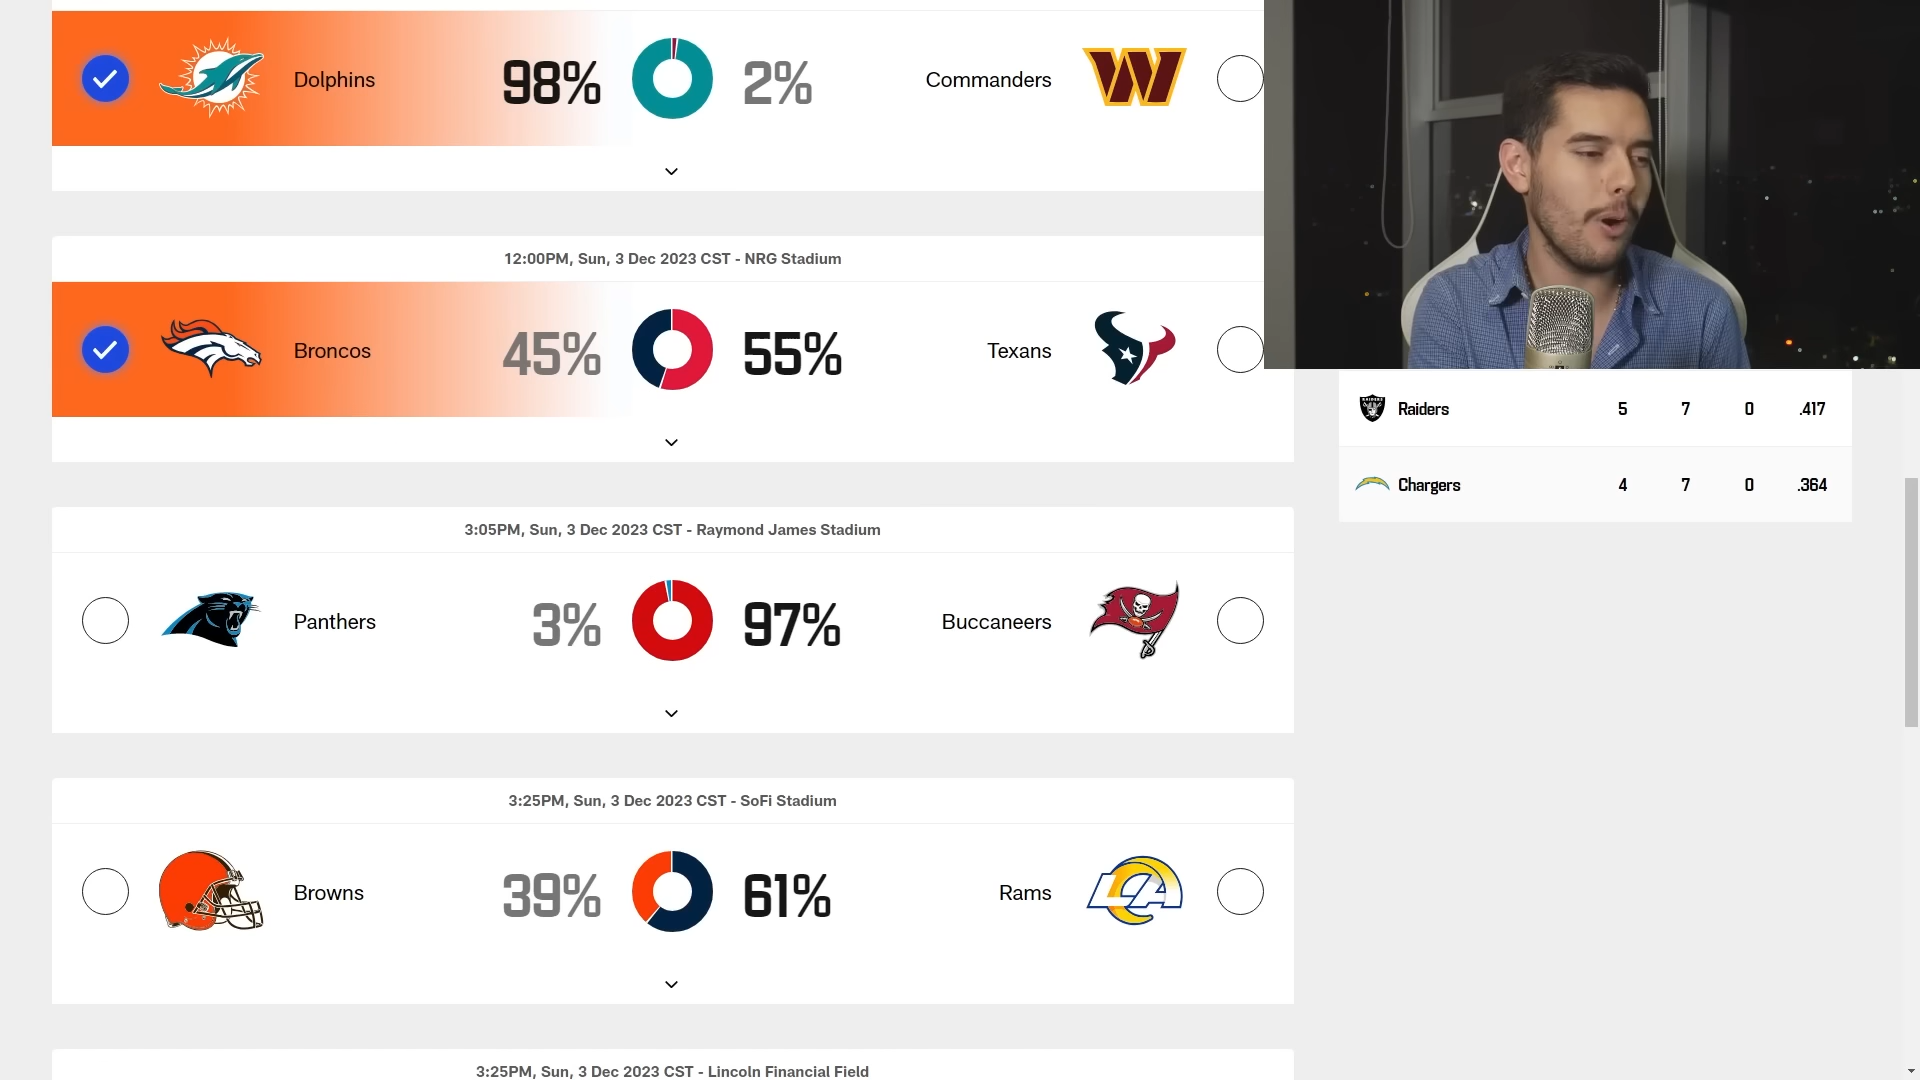 Dolphins 98% 2% Commanders
12:00PM, Sun, 3 Dec 2023 CST - NRG Stadium
Broncos 45% 55% Texans
Raiders 5 7 0 .417
Chargers 4 7 0 .364
3:05PM, Sun, 3 Dec 2023 CST - Raymond James Stadium
Panthers 3% 97% Buccaneers
3:25PM, Sun, 3 Dec 2023 CST - SoFi Stadium
Browns 39% 61% Rams
LA
3:25PM, Sun, 3 Dec 2023 CST - Lincoln Financial Field